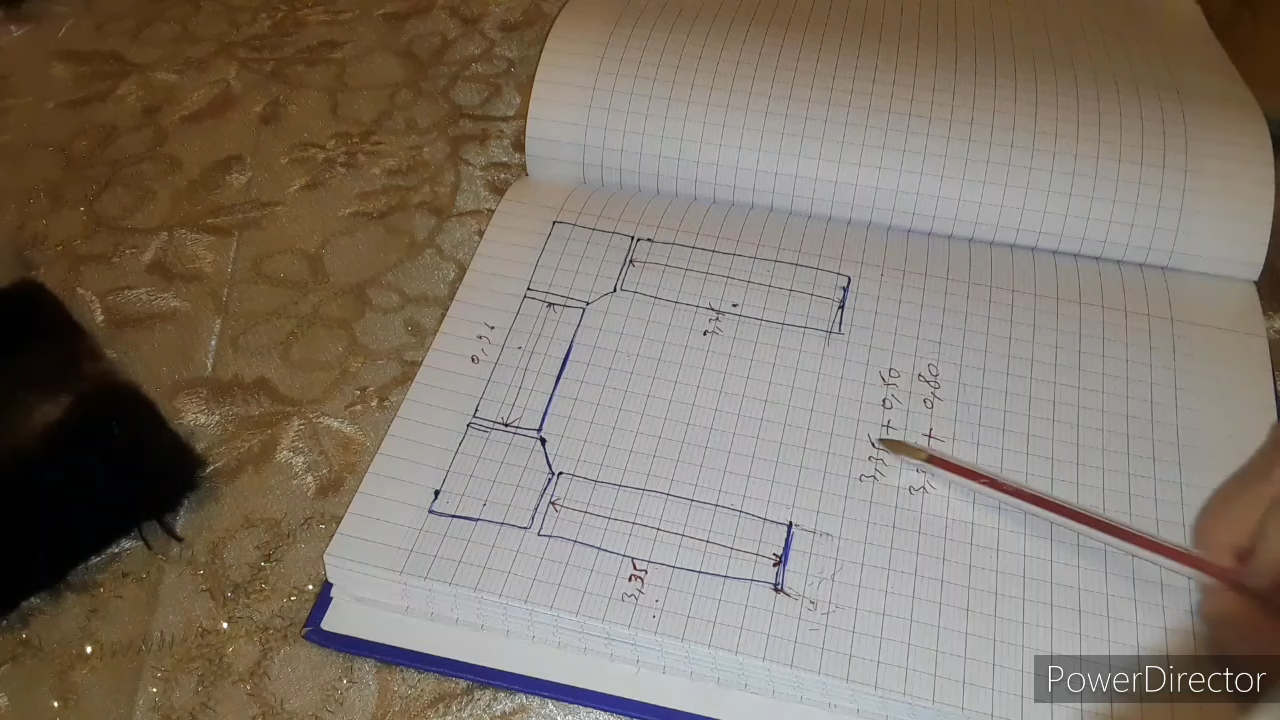 0,96
3,35
3,35
3,35 + 0,50
+ 0,80
PowerDirector